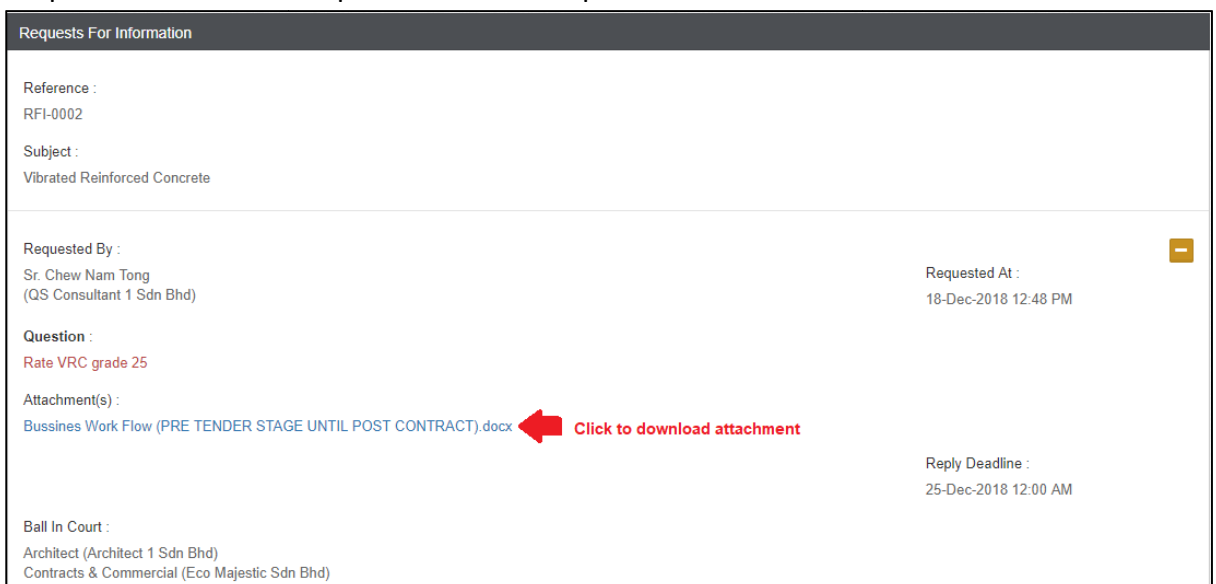 Requests For Information
Reference :
RFI-0002
Subject :
Vibrated Reinforced Concrete
Requested By :
Sr. Chew Nam Tong
(QS Consultant 1 Sdn Bhd)
Requested At :
18-Dec-2018 12:48 PM
Question :
Rate VRC grade 25
Attachment(s) :
Bussines Work Flow (PRE TENDER STAGE UNTIL POST CONTRACT).docx
Click to download attachment
Reply Deadline :
25-Dec-2018 12:00 AM
Ball In Court :
Architect (Architect 1 Sdn Bhd)
Contracts & Commercial (Eco Majestic Sdn Bhd)